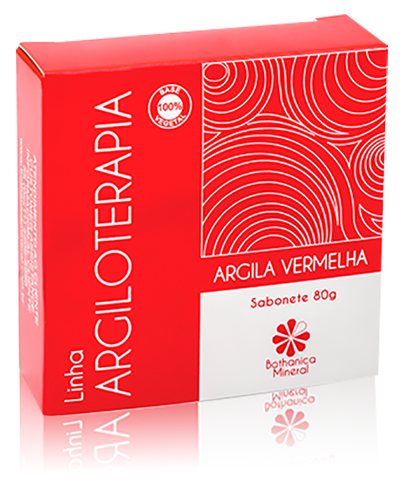 Linha
ARGILOTERAPIA
BASE
100%
VEGETAL
ARGILA VERMELHA
Sabonete 80g
Bothanica
Mineral